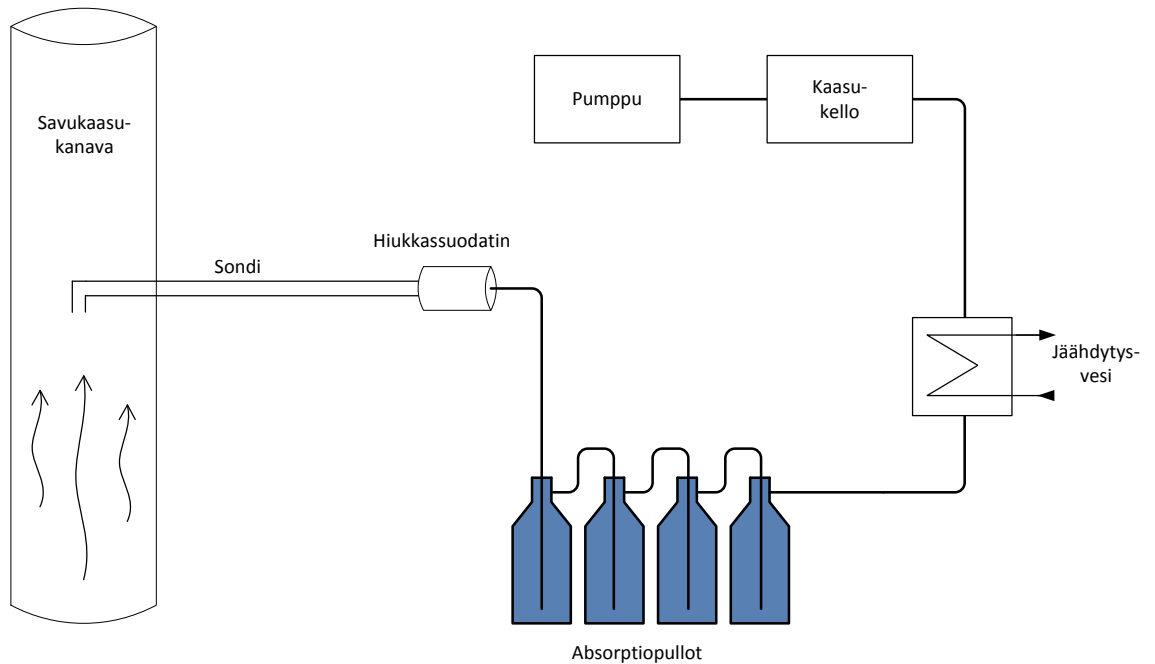 Savukaasu-
kanava
Pumppu
Kaasu-
kello
Hiukkassuodatin
Sondi
Jäähdytys-
vesi
Absorptiopullot